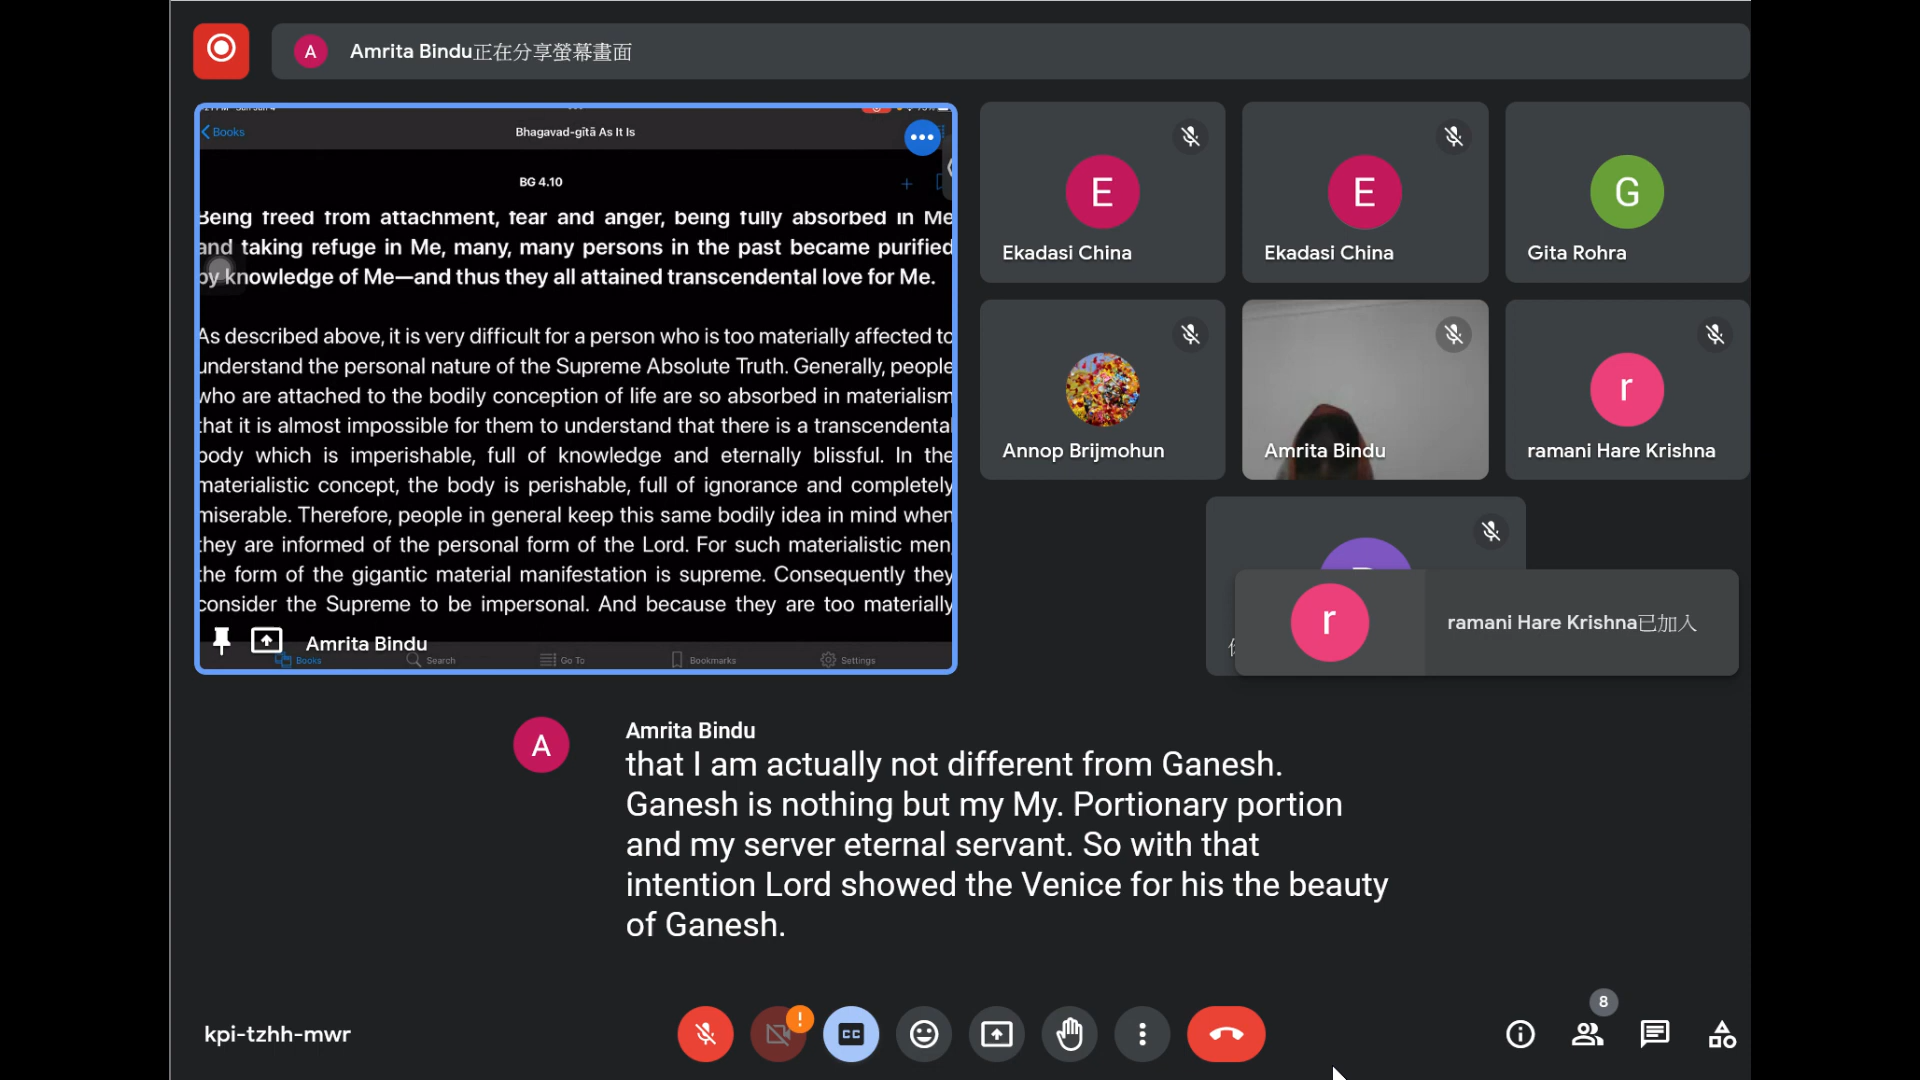 A
Amrita Bindu正在分享螢幕畫面
Books
Bhagavad-gītā As It Is
BG 4.10
Being freed from attachment, fear and anger, being fully absorbed in Me
and taking refuge in Me, many, many persons in the past became purified
by knowledge of Me—and thus they all attained transcendental love for Me.
As described above, it is very difficult for a person who is too materially affected to
understand the personal nature of the Supreme Absolute Truth. Generally, people
who are attached to the bodily conception of life are so absorbed in materialism
that it is almost impossible for them to understand that there is a transcendental
body which is imperishable, full of knowledge and eternally blissful. In the
materialistic concept, the body is perishable, full of ignorance and completely
miserable. Therefore, people in general keep this same bodily idea in mind when
they are informed of the personal form of the Lord. For such materialistic men,
the form of the gigantic material manifestation is supreme. Consequently they
consider the Supreme to be impersonal. And because they are too materially
Amrita Bindu
Books
Search
Go To
Bookmarks
Settings
E
Ekadasi China
E
Ekadasi China
G
Gita Rohra
Annop Brijmohun
Amrita Bindu
r
ramani Hare Krishna
r
ramani Hare Krishna已加入
A
Amrita Bindu
that I am actually not different from Ganesh.
Ganesh is nothing but my My. Portionary portion
and my server eternal servant. So with that
intention Lord showed the Venice for his the beauty
of Ganesh.
kpi-tzhh-mwr
!
CC
8